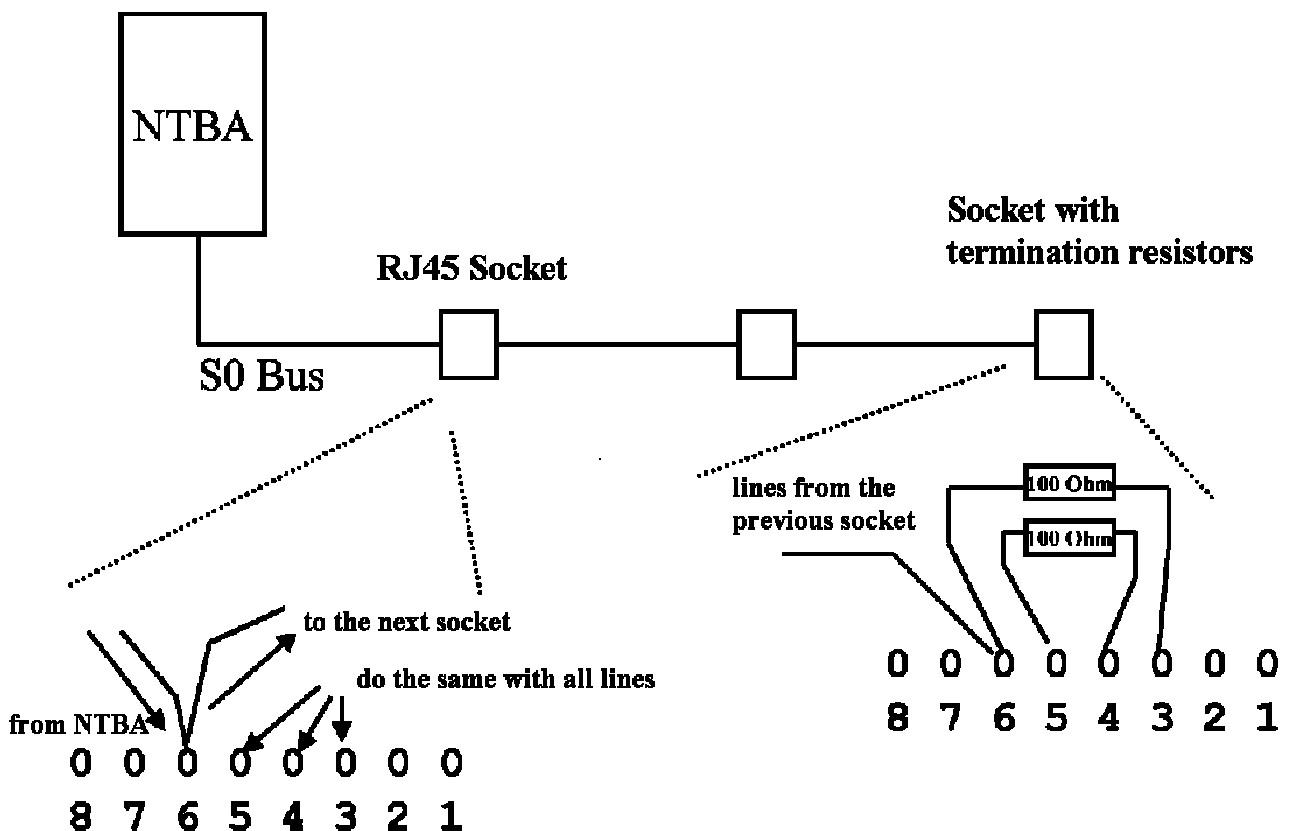 NTBA
Socket with
termination resistors
RJ45 Socket
S0 Bus
lines from the
previous socket
100 Ohm
100 Ohm
to the next socket
do the same with all lines
from NTBA
0 0 0 0 0 0 0 0
8 7 6 5 4 3 2 1
0 0 0 0 0 0 0 0
8 7 6 5 4 3 2 1